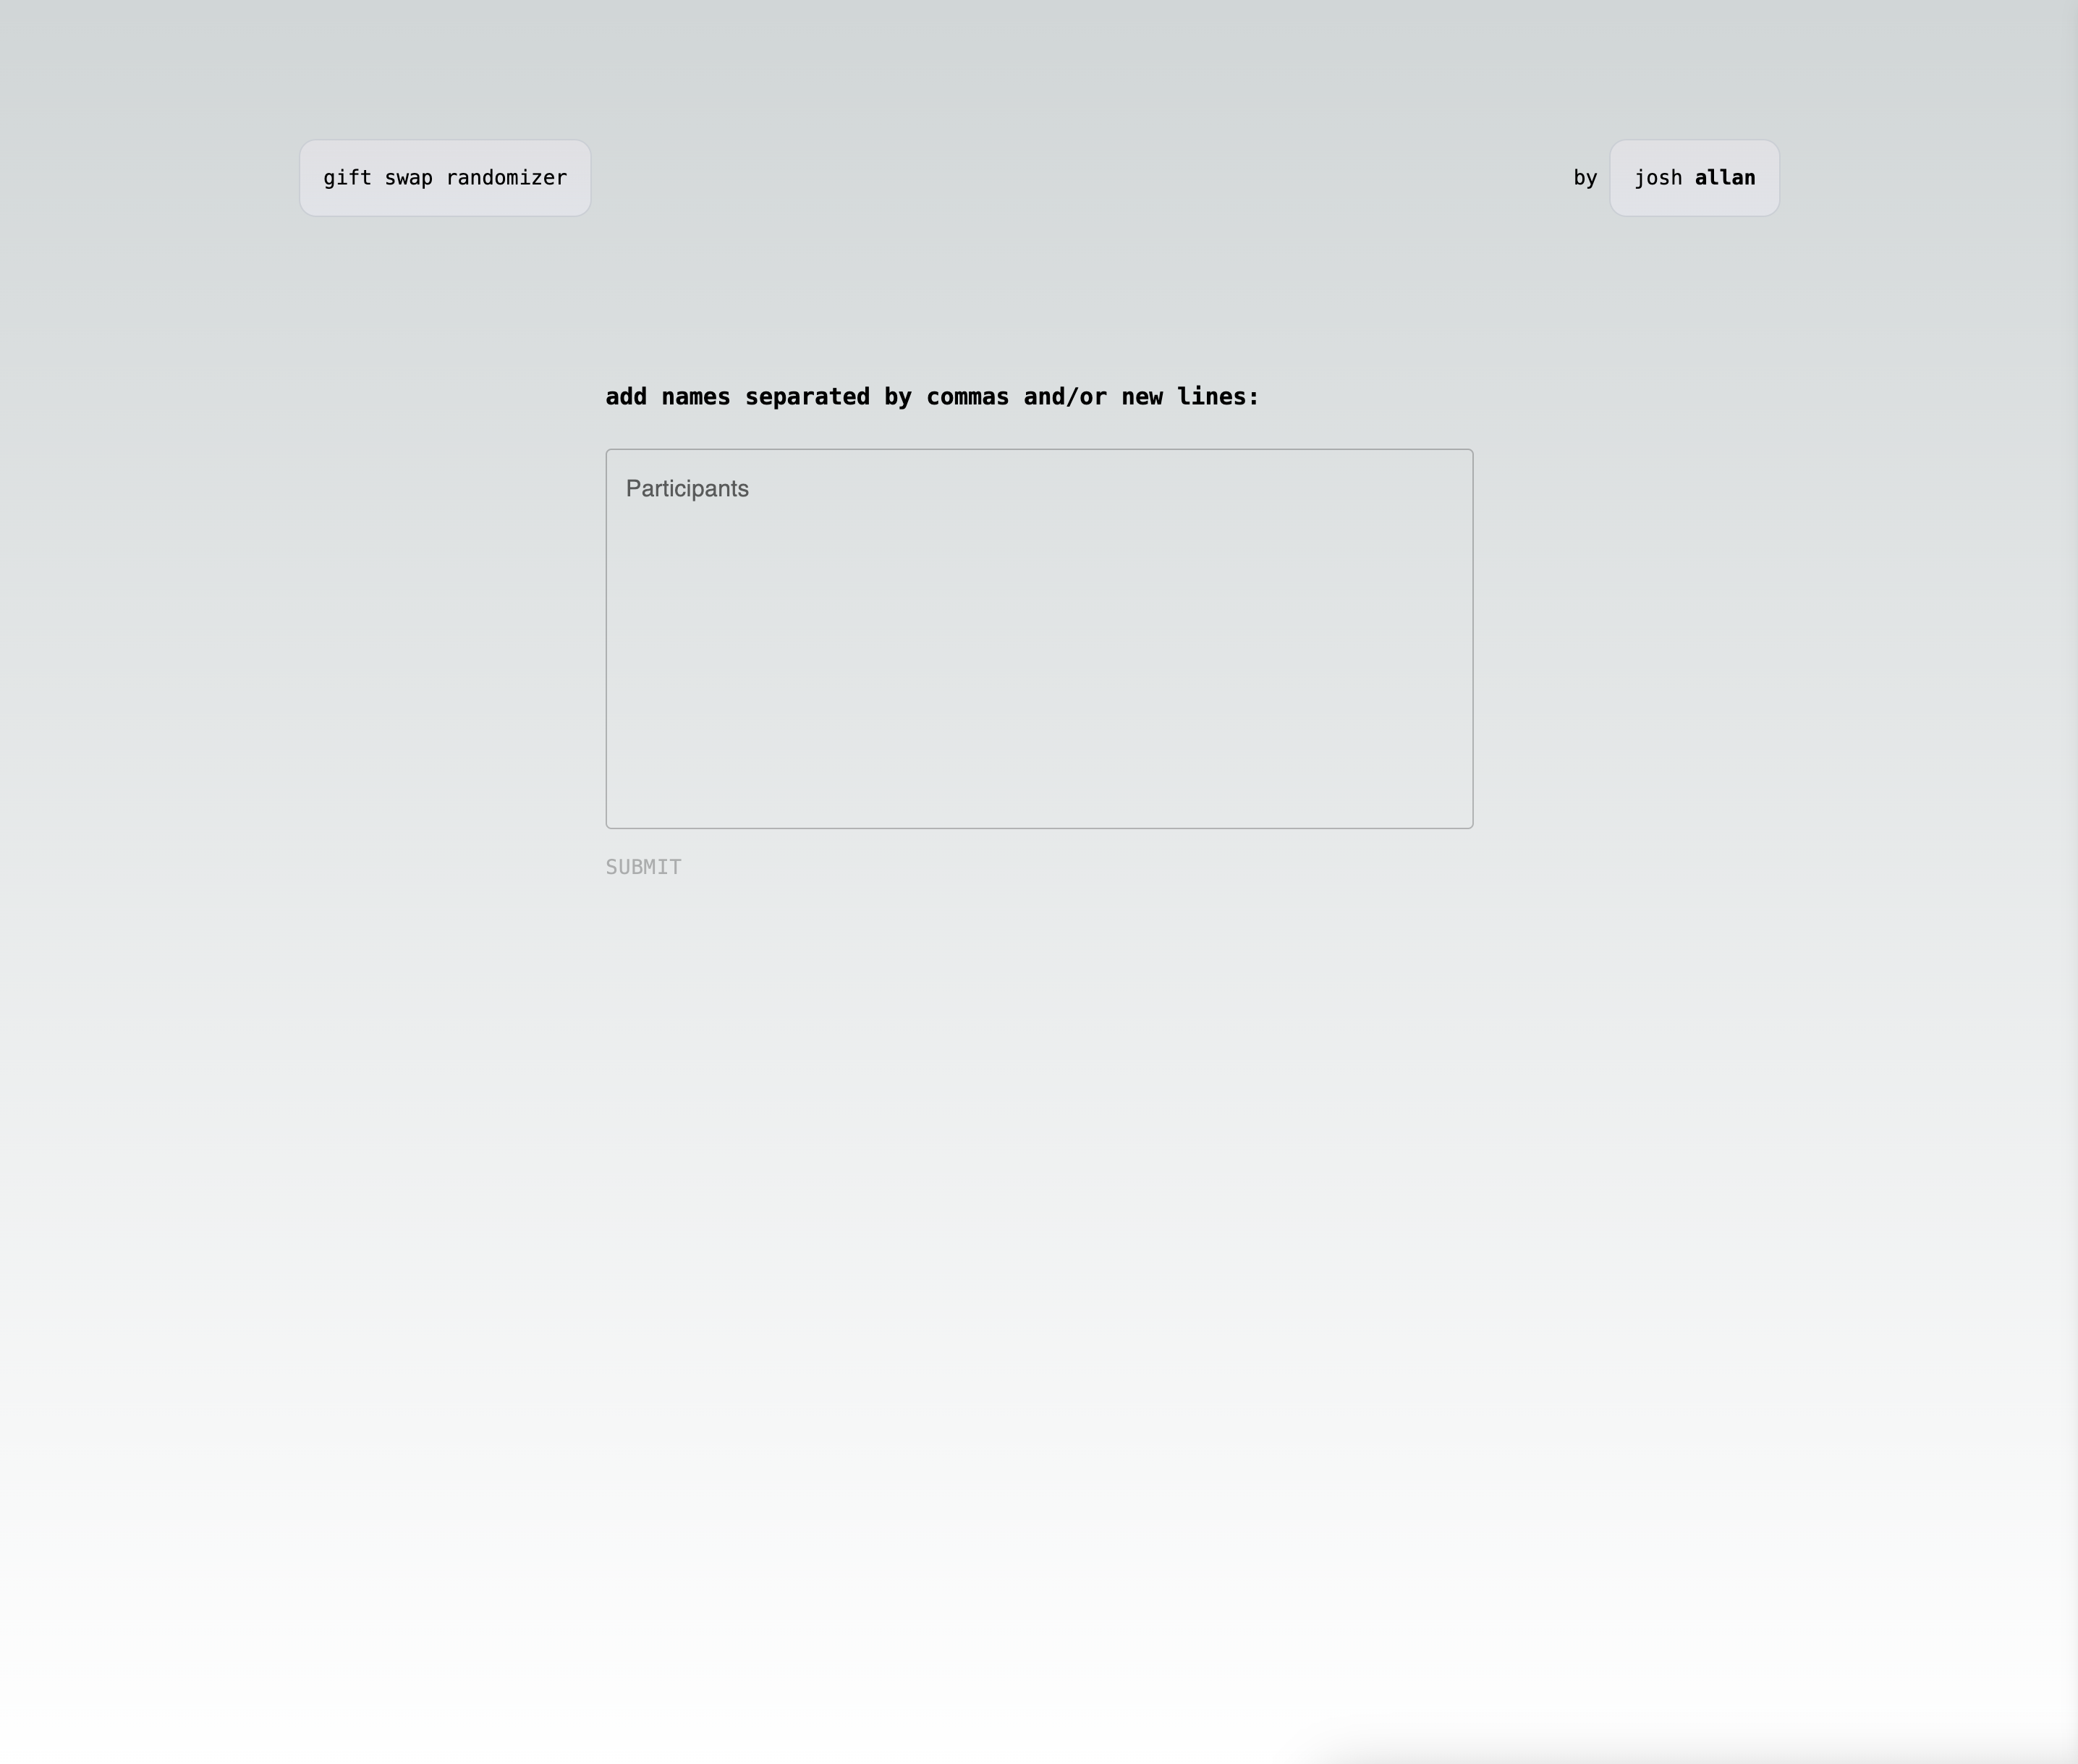 gift swap randomizer
by josh allan
add names separated by commas and/or new lines:
Participants
SUBMIT